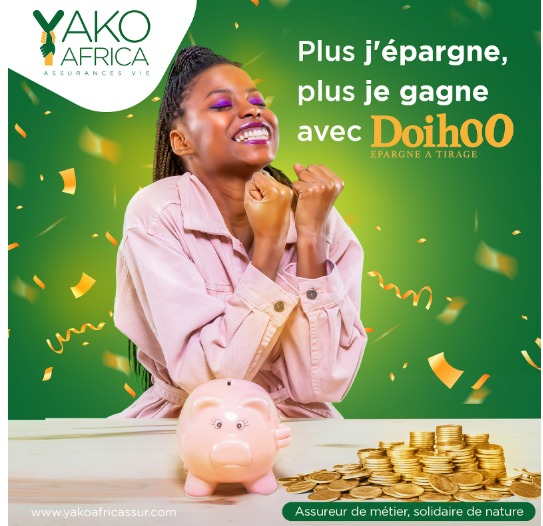 YAKO
AFRICA
ASSURANCES VIE
Plus j'épargne,
plus je gagne
avec DoihOO
EPARGNE A TIRAGE
www.yakoafricassur.com
Assureur de métier, solidaire de nature